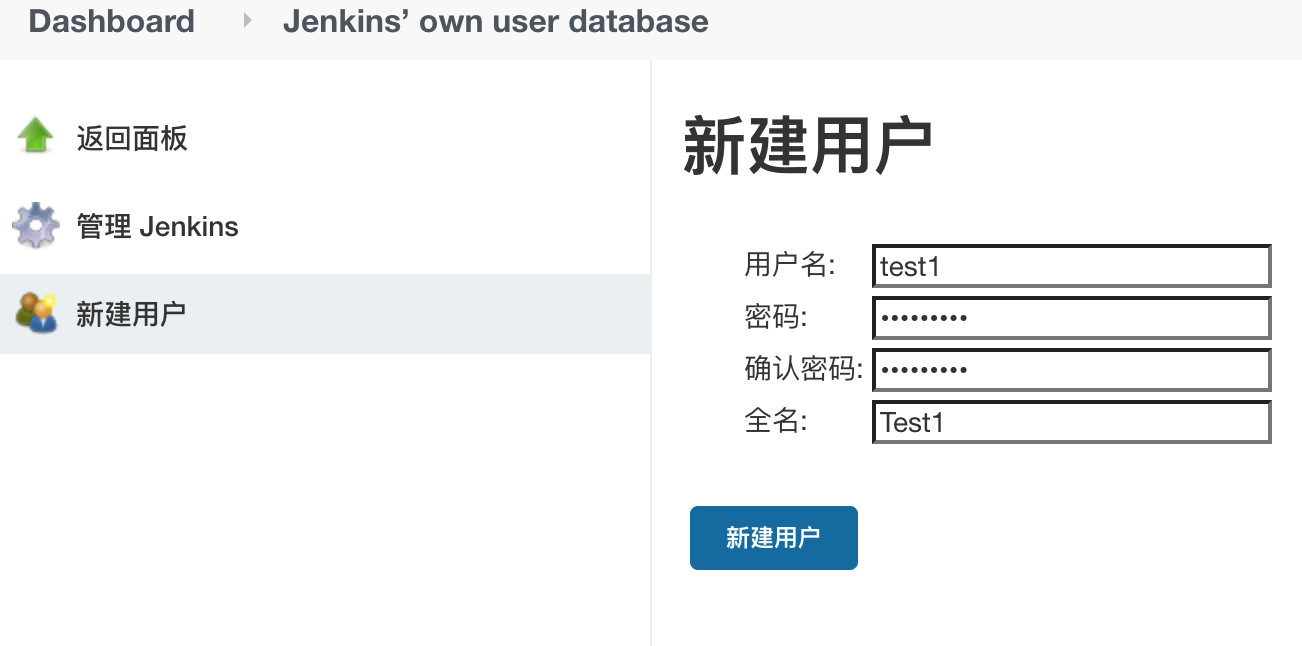 Dashboard Jenkins’ own user database
返回面板
管理 Jenkins
新建用户
新建用户
用户名: test1
密码: •••••••••
确认密码: •••••••••
全名: Test1
新建用户